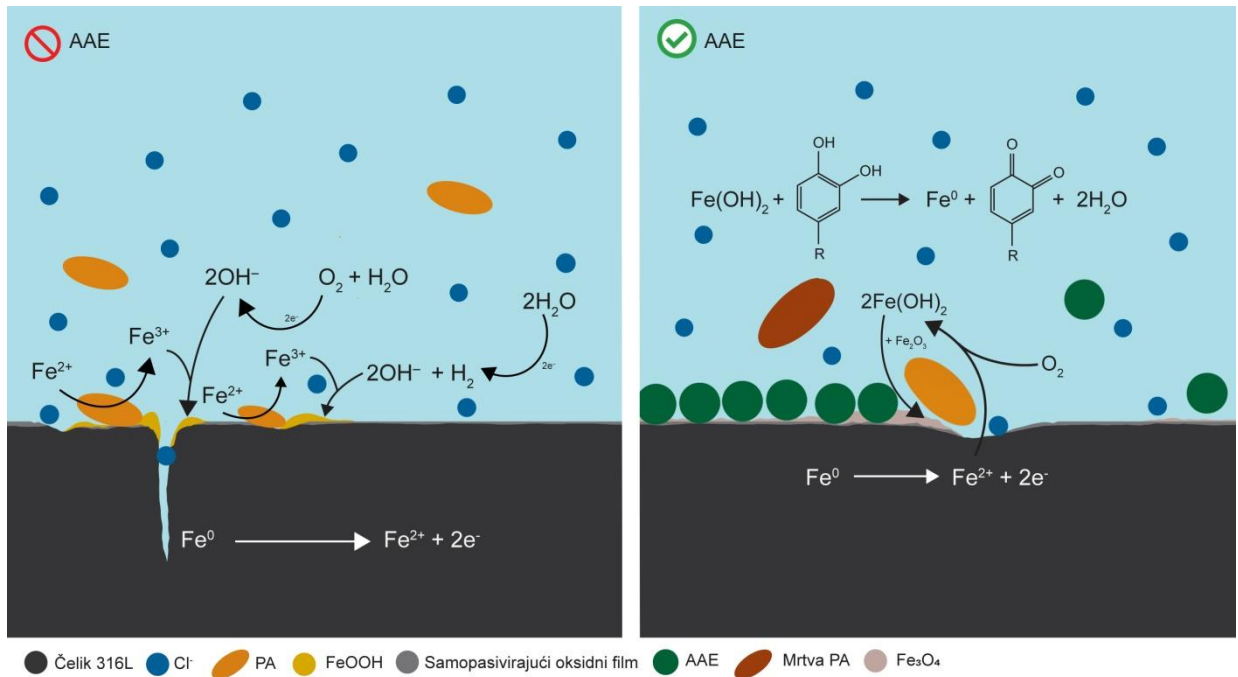 AAE
O₂ + H₂O
2OH⁻
2e⁻
2H₂O
Fe³⁺
Fe²⁺
Fe³⁺
Fe²⁺
2OH⁻ + H₂
2e⁻
Fe⁰ Fe²⁺ + 2e⁻
AAE
OH
OH
O
O
Fe(OH)₂ + Fe⁰ + + 2H₂O
R
R
2Fe(OH)₂
+ Fe₂O₃
O₂
Fe⁰ Fe²⁺ + 2e⁻
Čelik 316L Cl⁻ PA FeOOH Samopasivirajući oksidni film AAE Mrtva PA Fe₃O₄